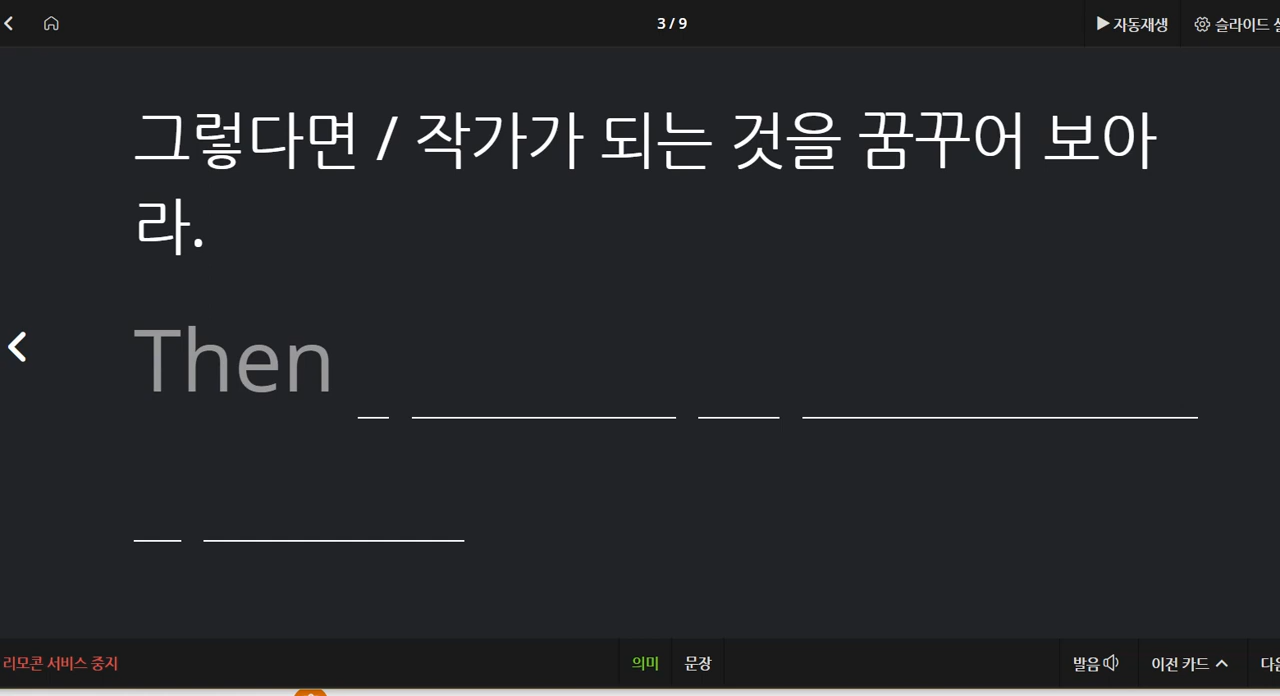 3 / 9
자동재생
슬라이드
그렇다면 / 작가가 되는 것을 꿈꾸어 보아
라.
Then
리모콘 서비스 중지
의미
문장
발음
이전 카드